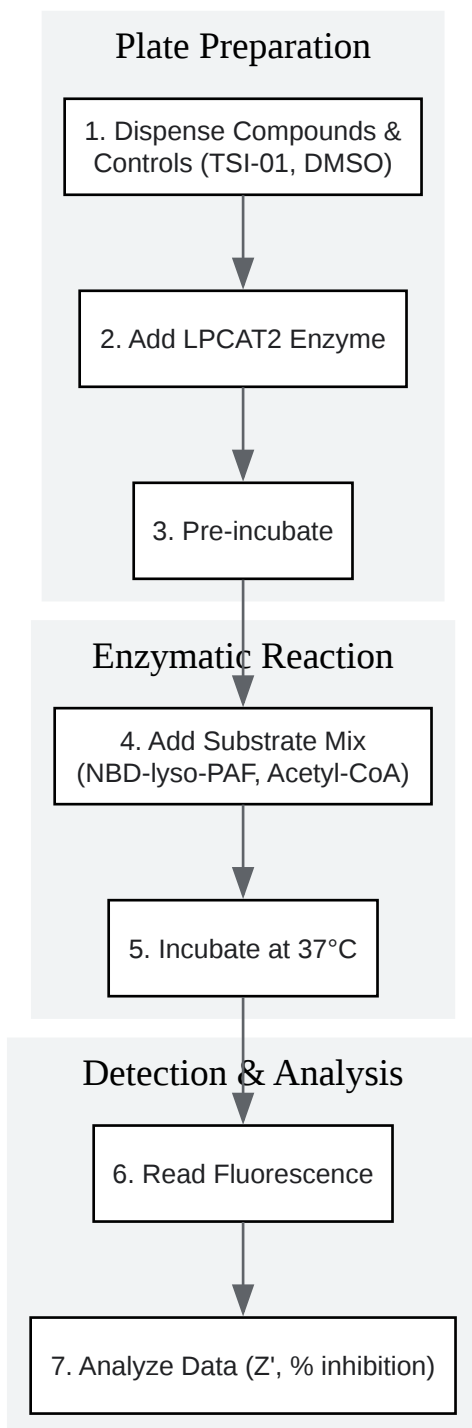 Plate Preparation
1. Dispense Compounds &
Controls (TSI-01, DMSO)
2. Add LPCAT2 Enzyme
3. Pre-incubate
Enzymatic Reaction
4. Add Substrate Mix
(NBD-lyso-PAF, Acetyl-CoA)
5. Incubate at 37°C
Detection & Analysis
6. Read Fluorescence
7. Analyze Data (Z', % inhibition)